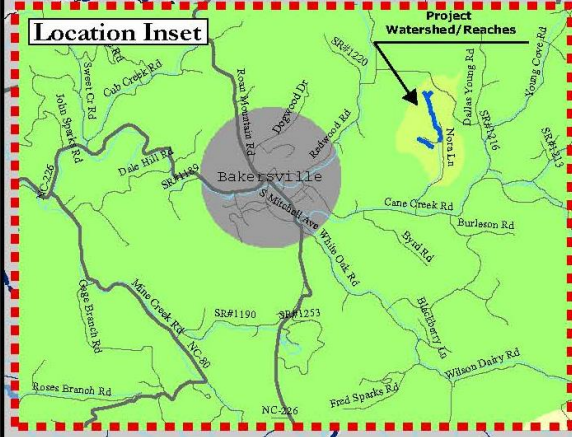 Location Inset
Project
Watershed/Reaches
SR#1220
Young Cove Rd
Dallas Young Rd
Sweet Cr Rd
Cub Creek Rd
Roan Mountain Rd
Dogwood Dr
John Sparks Rd
Redwood Rd
SR#1216
SR#1213
Nora Ln
Dale Hill Rd
SR#1189
Bakersville
NC-226
S Mitchell Ave
Cane Creek Rd
Burleson Rd
White Oak Rd
Byrd Rd
Gage Branch Rd
Mine Creek Rd
SR#1190
SR#1253
Blackberry Ln
NC-80
Wilson Dairy Rd
Roses Branch Rd
Fred Sparks Rd
NC-226